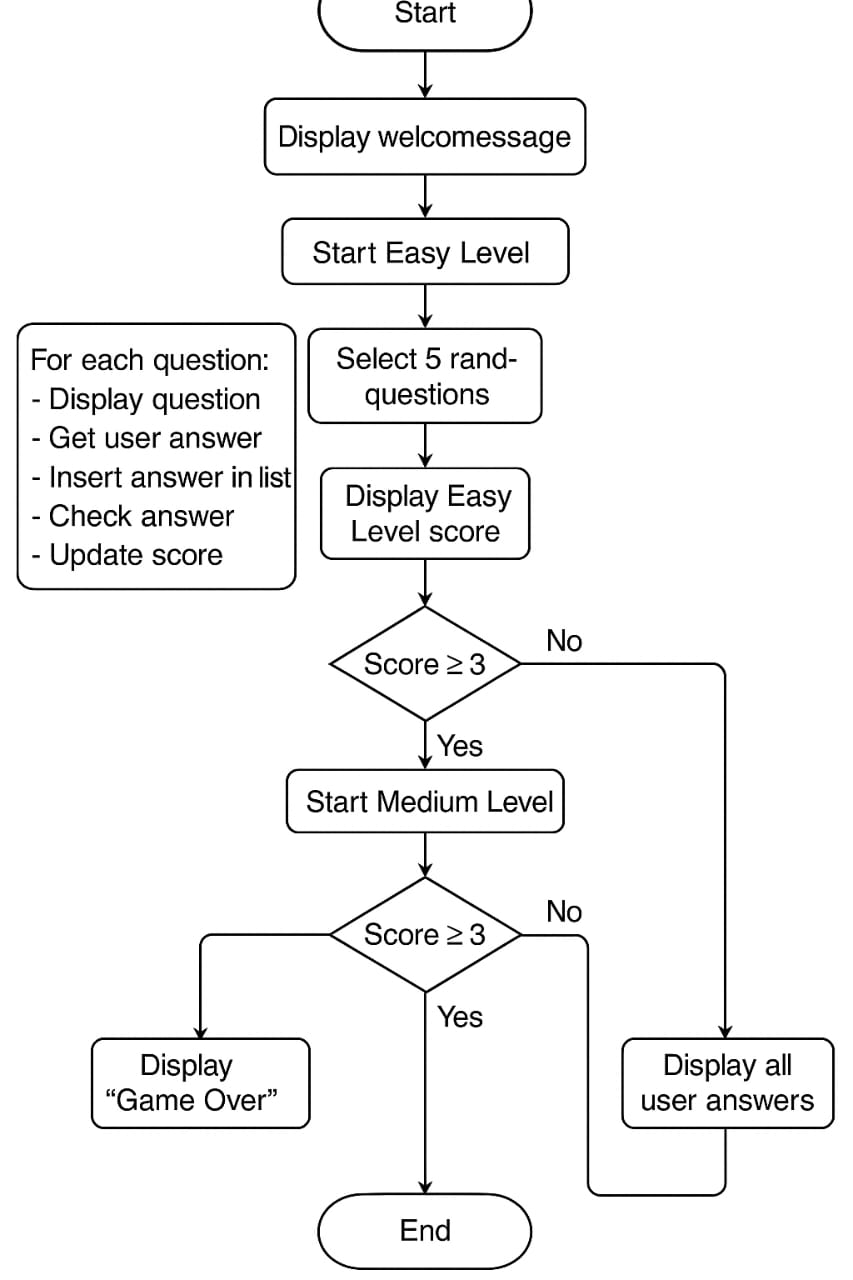 Start
Display welcomessage
Start Easy Level
For each question:
- Display question
- Get user answer
- Insert answer in list
- Check answer
- Update score
Select 5 rand-
questions
Display Easy
Level score
Score ≥ 3
No
Yes
Start Medium Level
Score ≥ 3
No
Yes
Display
“Game Over”
Display all
user answers
End